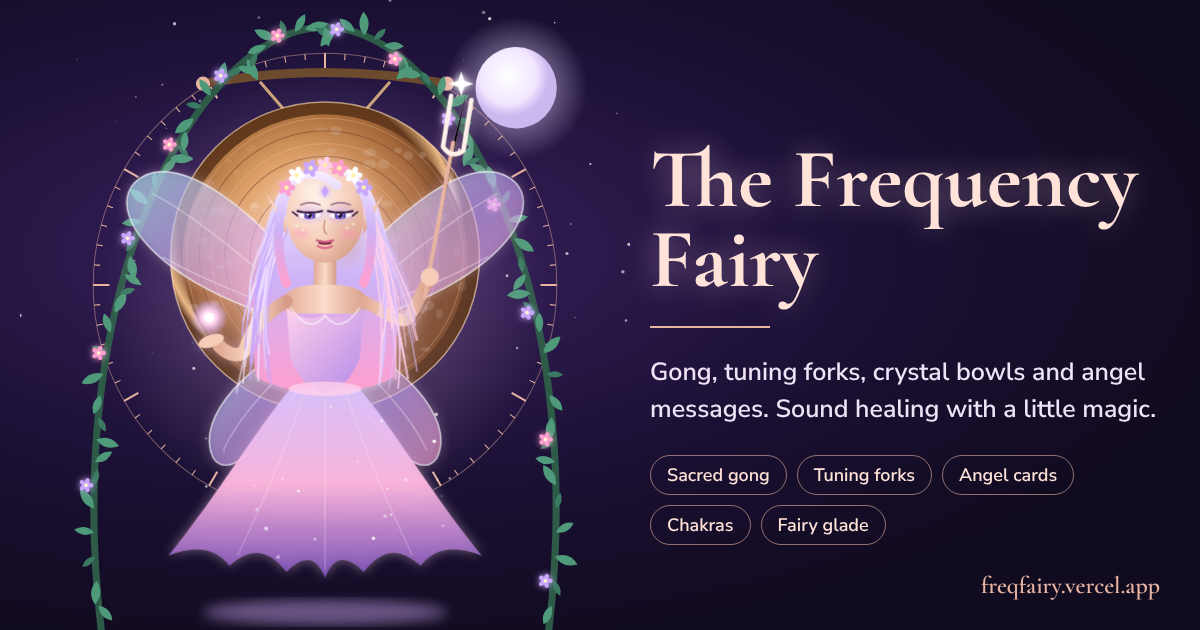 The Frequency
Fairy
Gong, tuning forks, crystal bowls and angel
messages. Sound healing with a little magic.
Sacred gong
Tuning forks
Angel cards
Chakras
Fairy glade
freqfairy.vercel.app